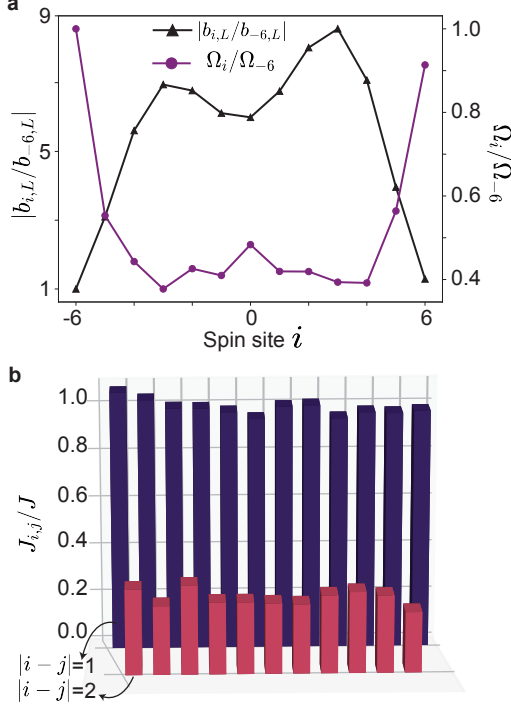 a
|b_{i,L}/b_{-6,L}|
Ω_i/Ω_{-6}
9
5
1
|b_{i,L}/b_{-6,L}|
1.0
0.8
0.6
0.4
Ω_i/Ω_{-6}
-6
0
6
Spin site i
b
1.0
0.8
0.6
0.4
0.2
0.0
J_{i,j}/J
|i − j|=1
|i − j|=2